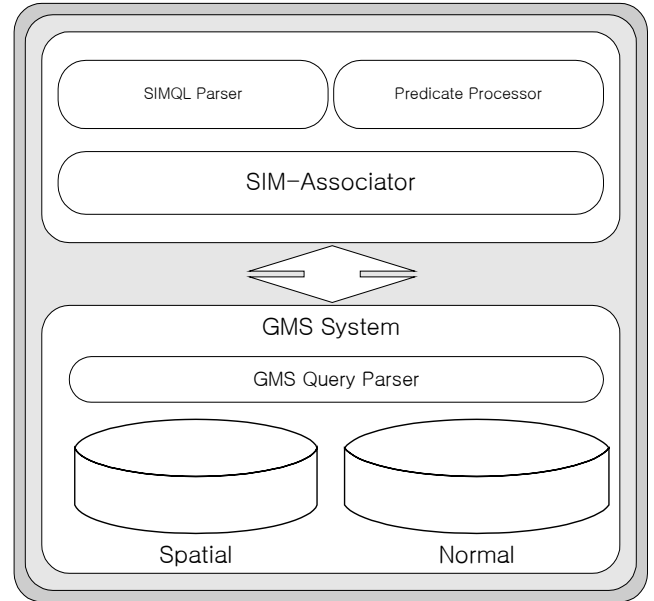 SIMQL Parser
Predicate Processor
SIM-Associator
GMS System
GMS Query Parser
Spatial
Normal